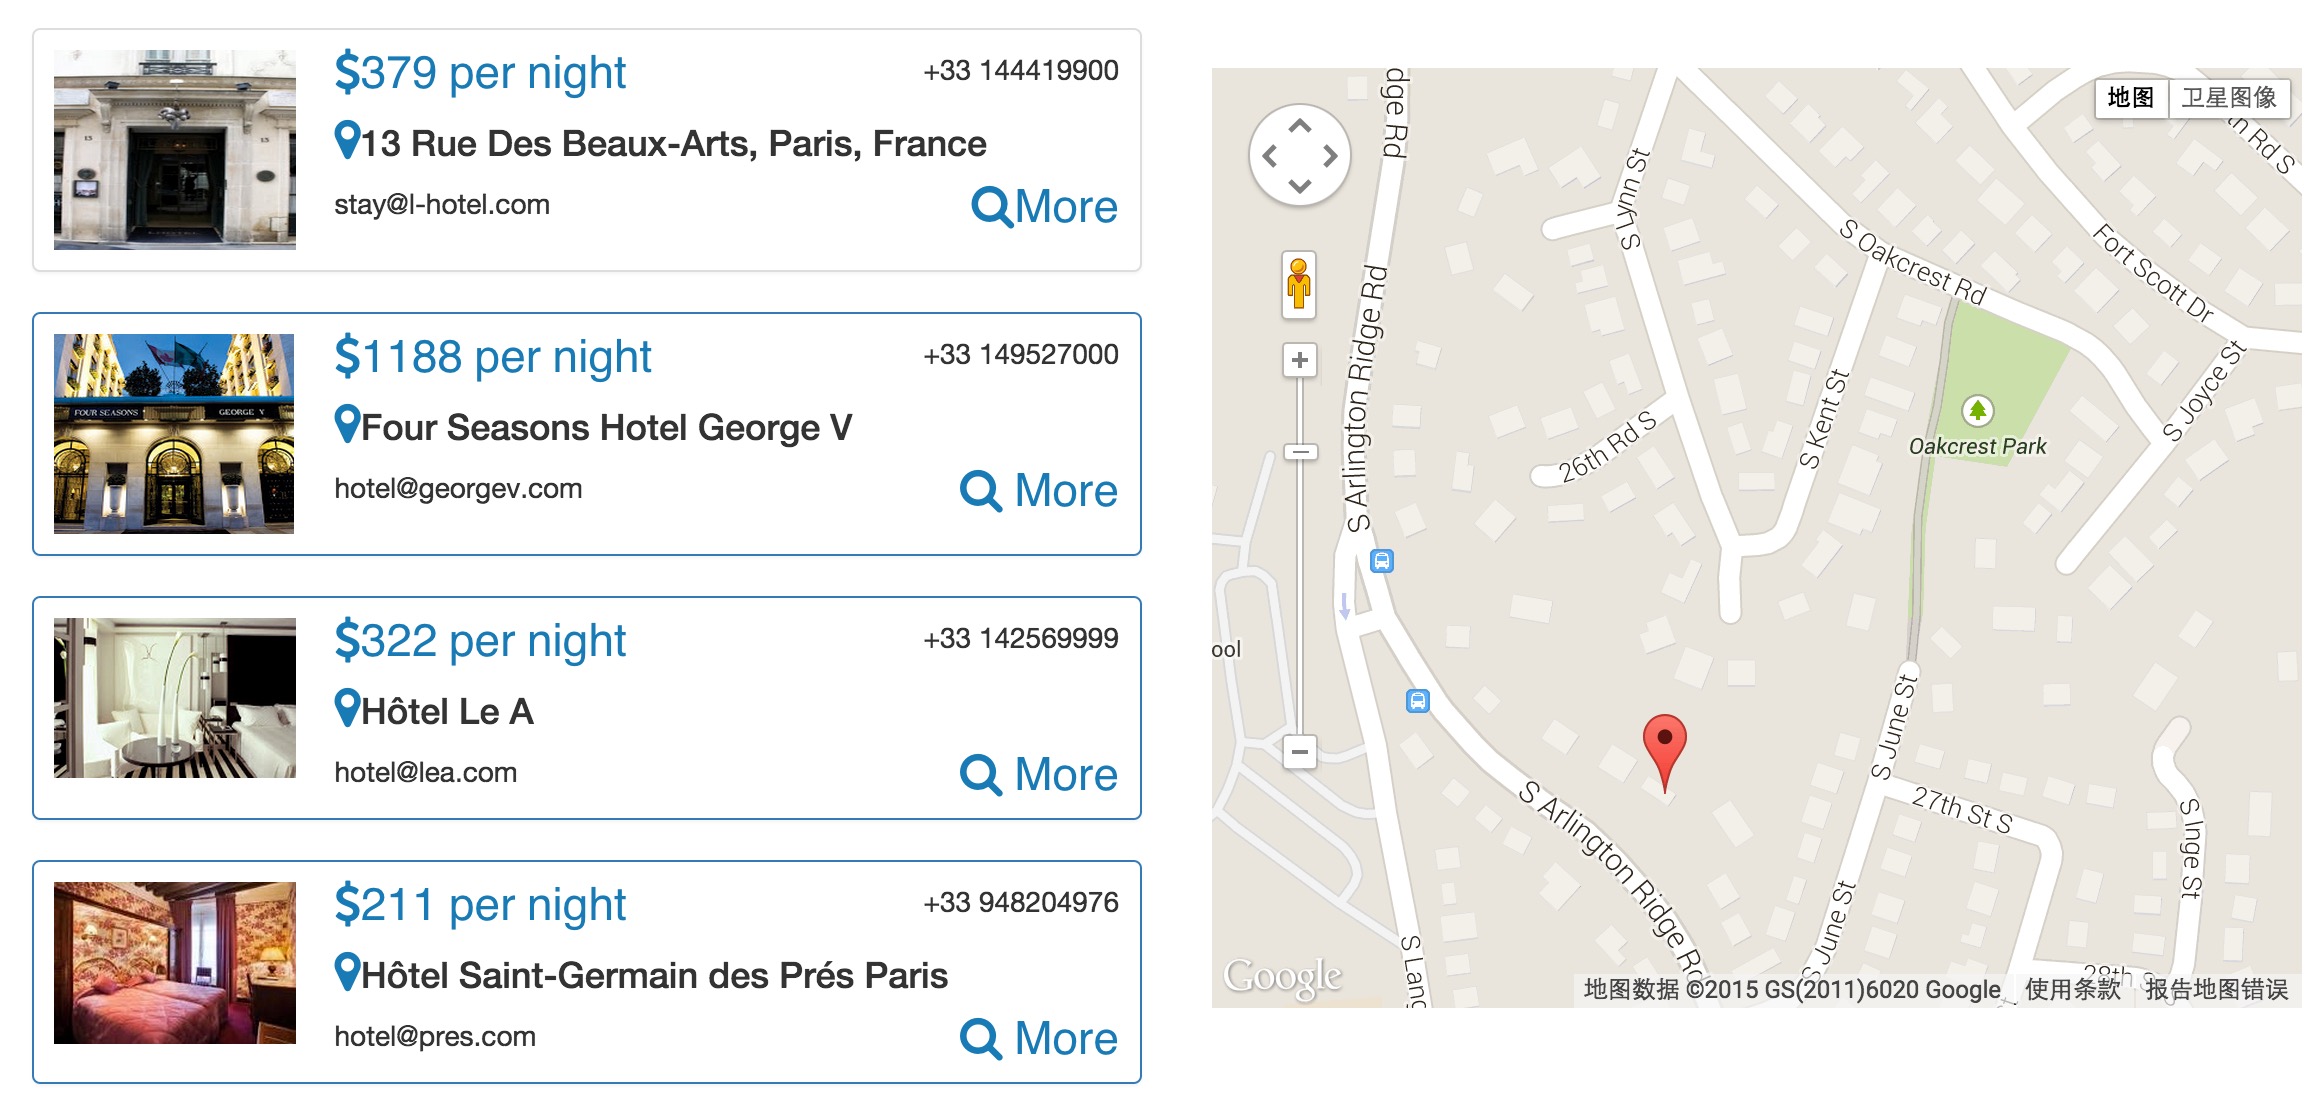 $379 per night
+33 144419900
13 Rue Des Beaux-Arts, Paris, France
stay@l-hotel.com
More
13
13
$1188 per night
+33 149527000
Four Seasons Hotel George V
hotel@georgev.com
More
FOUR SEASONS
GEORGE V
$322 per night
+33 142569999
Hôtel Le A
hotel@lea.com
More
$211 per night
+33 948204976
Hôtel Saint-Germain des Prés Paris
hotel@pres.com
More
地图
卫星图像
dge Rd
S Lynn St
S Oakcrest Rd
Fort Scott Dr
S Arlington Ridge Rd
S Kent St
S Joyce St
26th Rd S
Oakcrest Park
ool
S June St
S Arlington Ridge Rd
27th St S
S Inge St
S June St
S Lang
Google
地图数据 ©2015 GS(2011)6020 Google
使用条款
报告地图错误